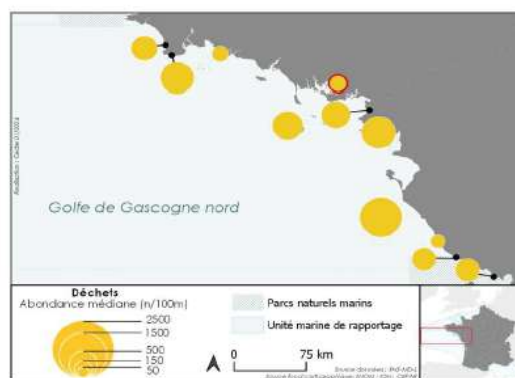 Golfe de Gascogne nord
Déchets
Abondance médiane (n/100m)
2500
1500
500
150
50
Parcs naturels marins
Unité marine de rapportage
0 75 km